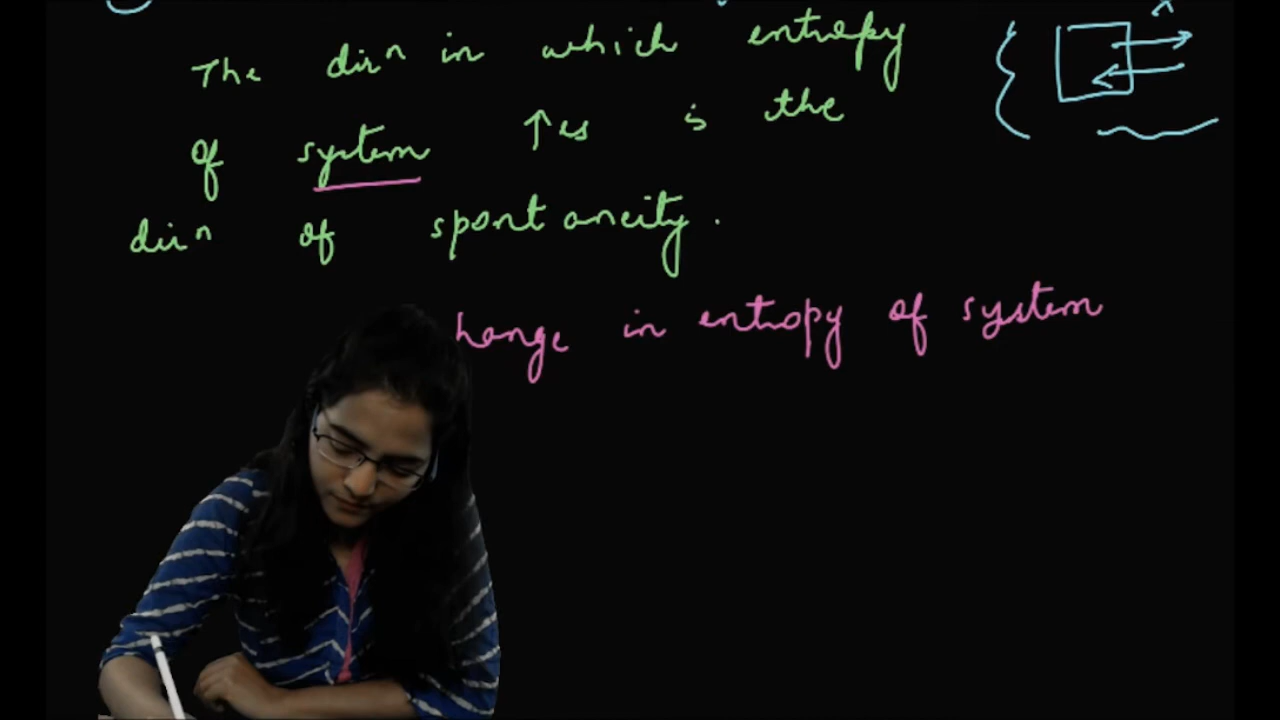 The dirⁿ in which entropy
of system ↑es is the
dirⁿ of spontaneity.
hange in entropy of system